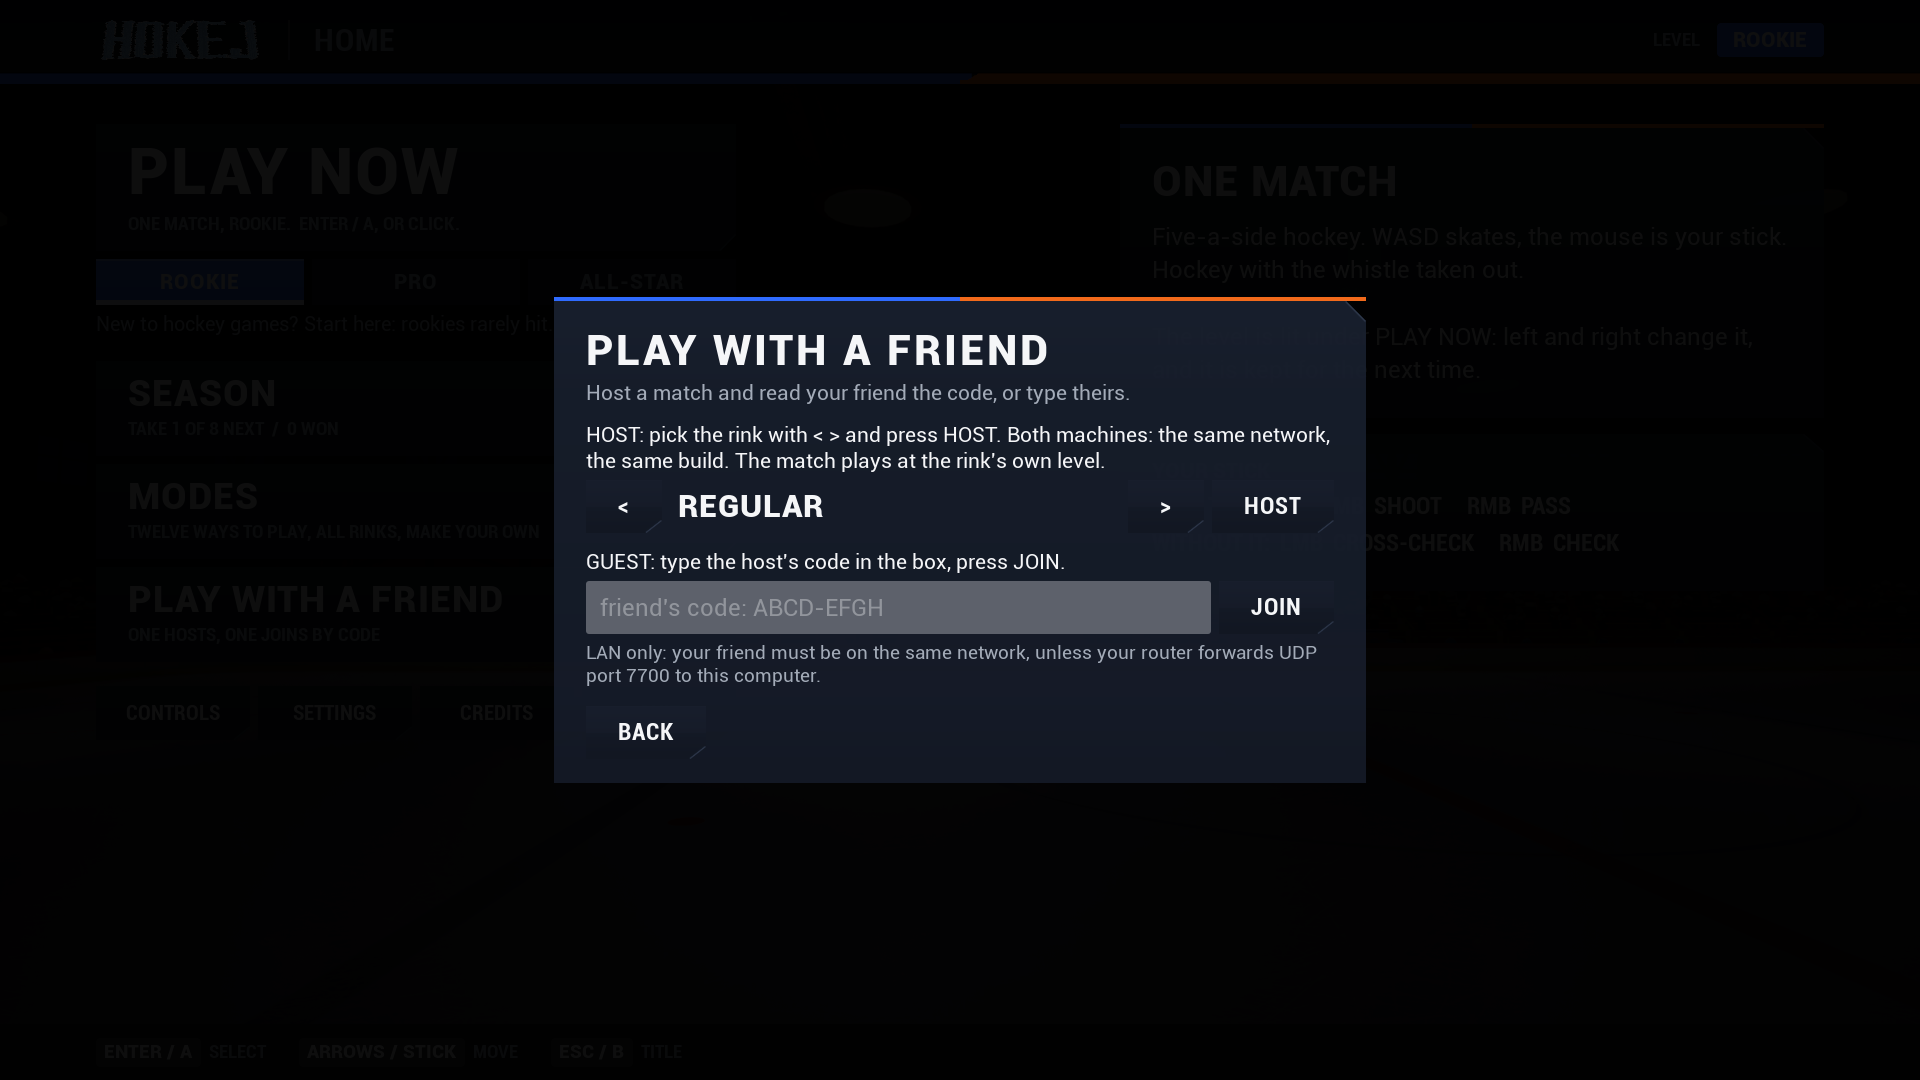 HOKEJ
HOME
LEVEL ROOKIE
PLAY NOW
ONE MATCH, ROOKIE. ENTER / A, OR CLICK.
ROOKIE PRO ALL-STAR
New to hockey games? Start here: rookies rarely hit.
SEASON
TAKE 1 OF 8 NEXT / 0 WON
MODES
TWELVE WAYS TO PLAY, ALL RINKS, MAKE YOUR OWN
PLAY WITH A FRIEND
ONE HOSTS, ONE JOINS BY CODE
CONTROLS SETTINGS CREDITS
ONE MATCH
Five-a-side hockey. WASD skates, the mouse is your stick.
Hockey with the whistle taken out.
PLAY NOW: left and right change it,
next time.
SHOOT RMB PASS
OSS-CHECK RMB CHECK
PLAY WITH A FRIEND
Host a match and read your friend the code, or type theirs.
HOST: pick the rink with < > and press HOST. Both machines: the same network,
the same build. The match plays at the rink's own level.
< REGULAR > HOST
GUEST: type the host's code in the box, press JOIN.
friend's code: ABCD-EFGH JOIN
LAN only: your friend must be on the same network, unless your router forwards UDP
port 7700 to this computer.
BACK
ENTER / A SELECT ARROWS / STICK MOVE ESC / B TITLE